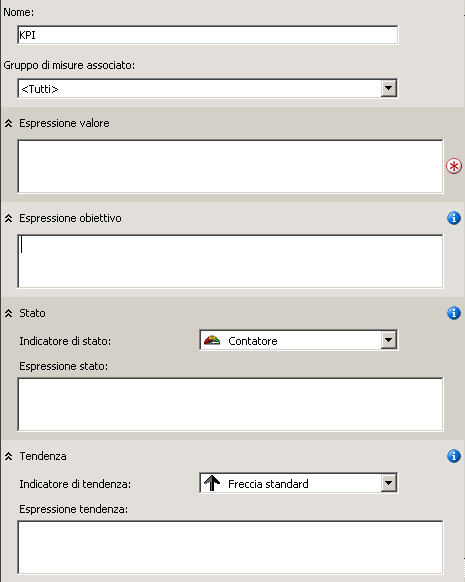 Nome:
KPI
Gruppo di misure associato:
<Tutti>
Espressione valore
Espressione obiettivo
Stato
Indicatore di stato: Contatore
Espressione stato:
Tendenza
Indicatore di tendenza: Freccia standard
Espressione tendenza: